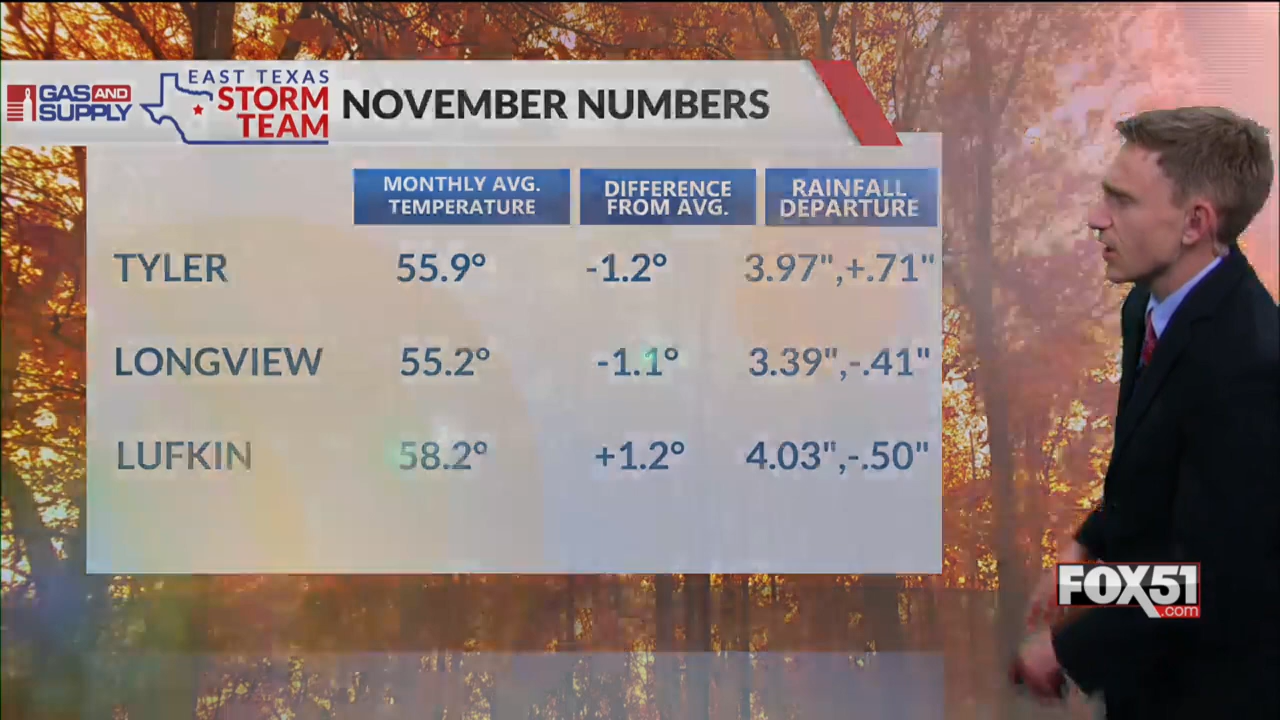 GAS AND
SUPPLY
EAST TEXAS
STORM
TEAM
NOVEMBER NUMBERS
MONTHLY AVG.
TEMPERATURE
DIFFERENCE
FROM AVG.
RAINFALL
DEPARTURE
TYLER 55.9° -1.2° 3.97",+.71"
LONGVIEW 55.2° -1.1° 3.39",-.41"
LUFKIN 58.2° +1.2° 4.03",-.50"
FOX51
.com